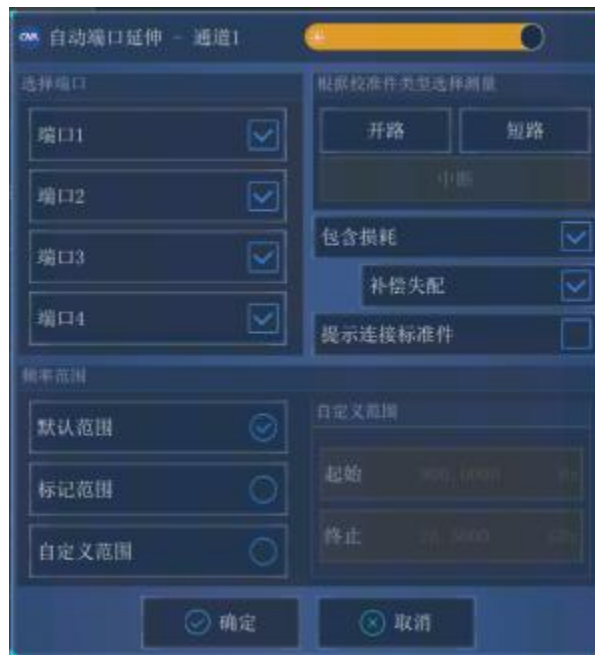 自动端口延伸 - 通道1
选择端口
端口1
端口2
端口3
端口4
根据校准件类型选择测量
开路
短路
中断
包含损耗
补偿失配
提示连接标准件
频率范围
默认范围
标记范围
自定义范围
自定义范围
起始
终止
确定
取消